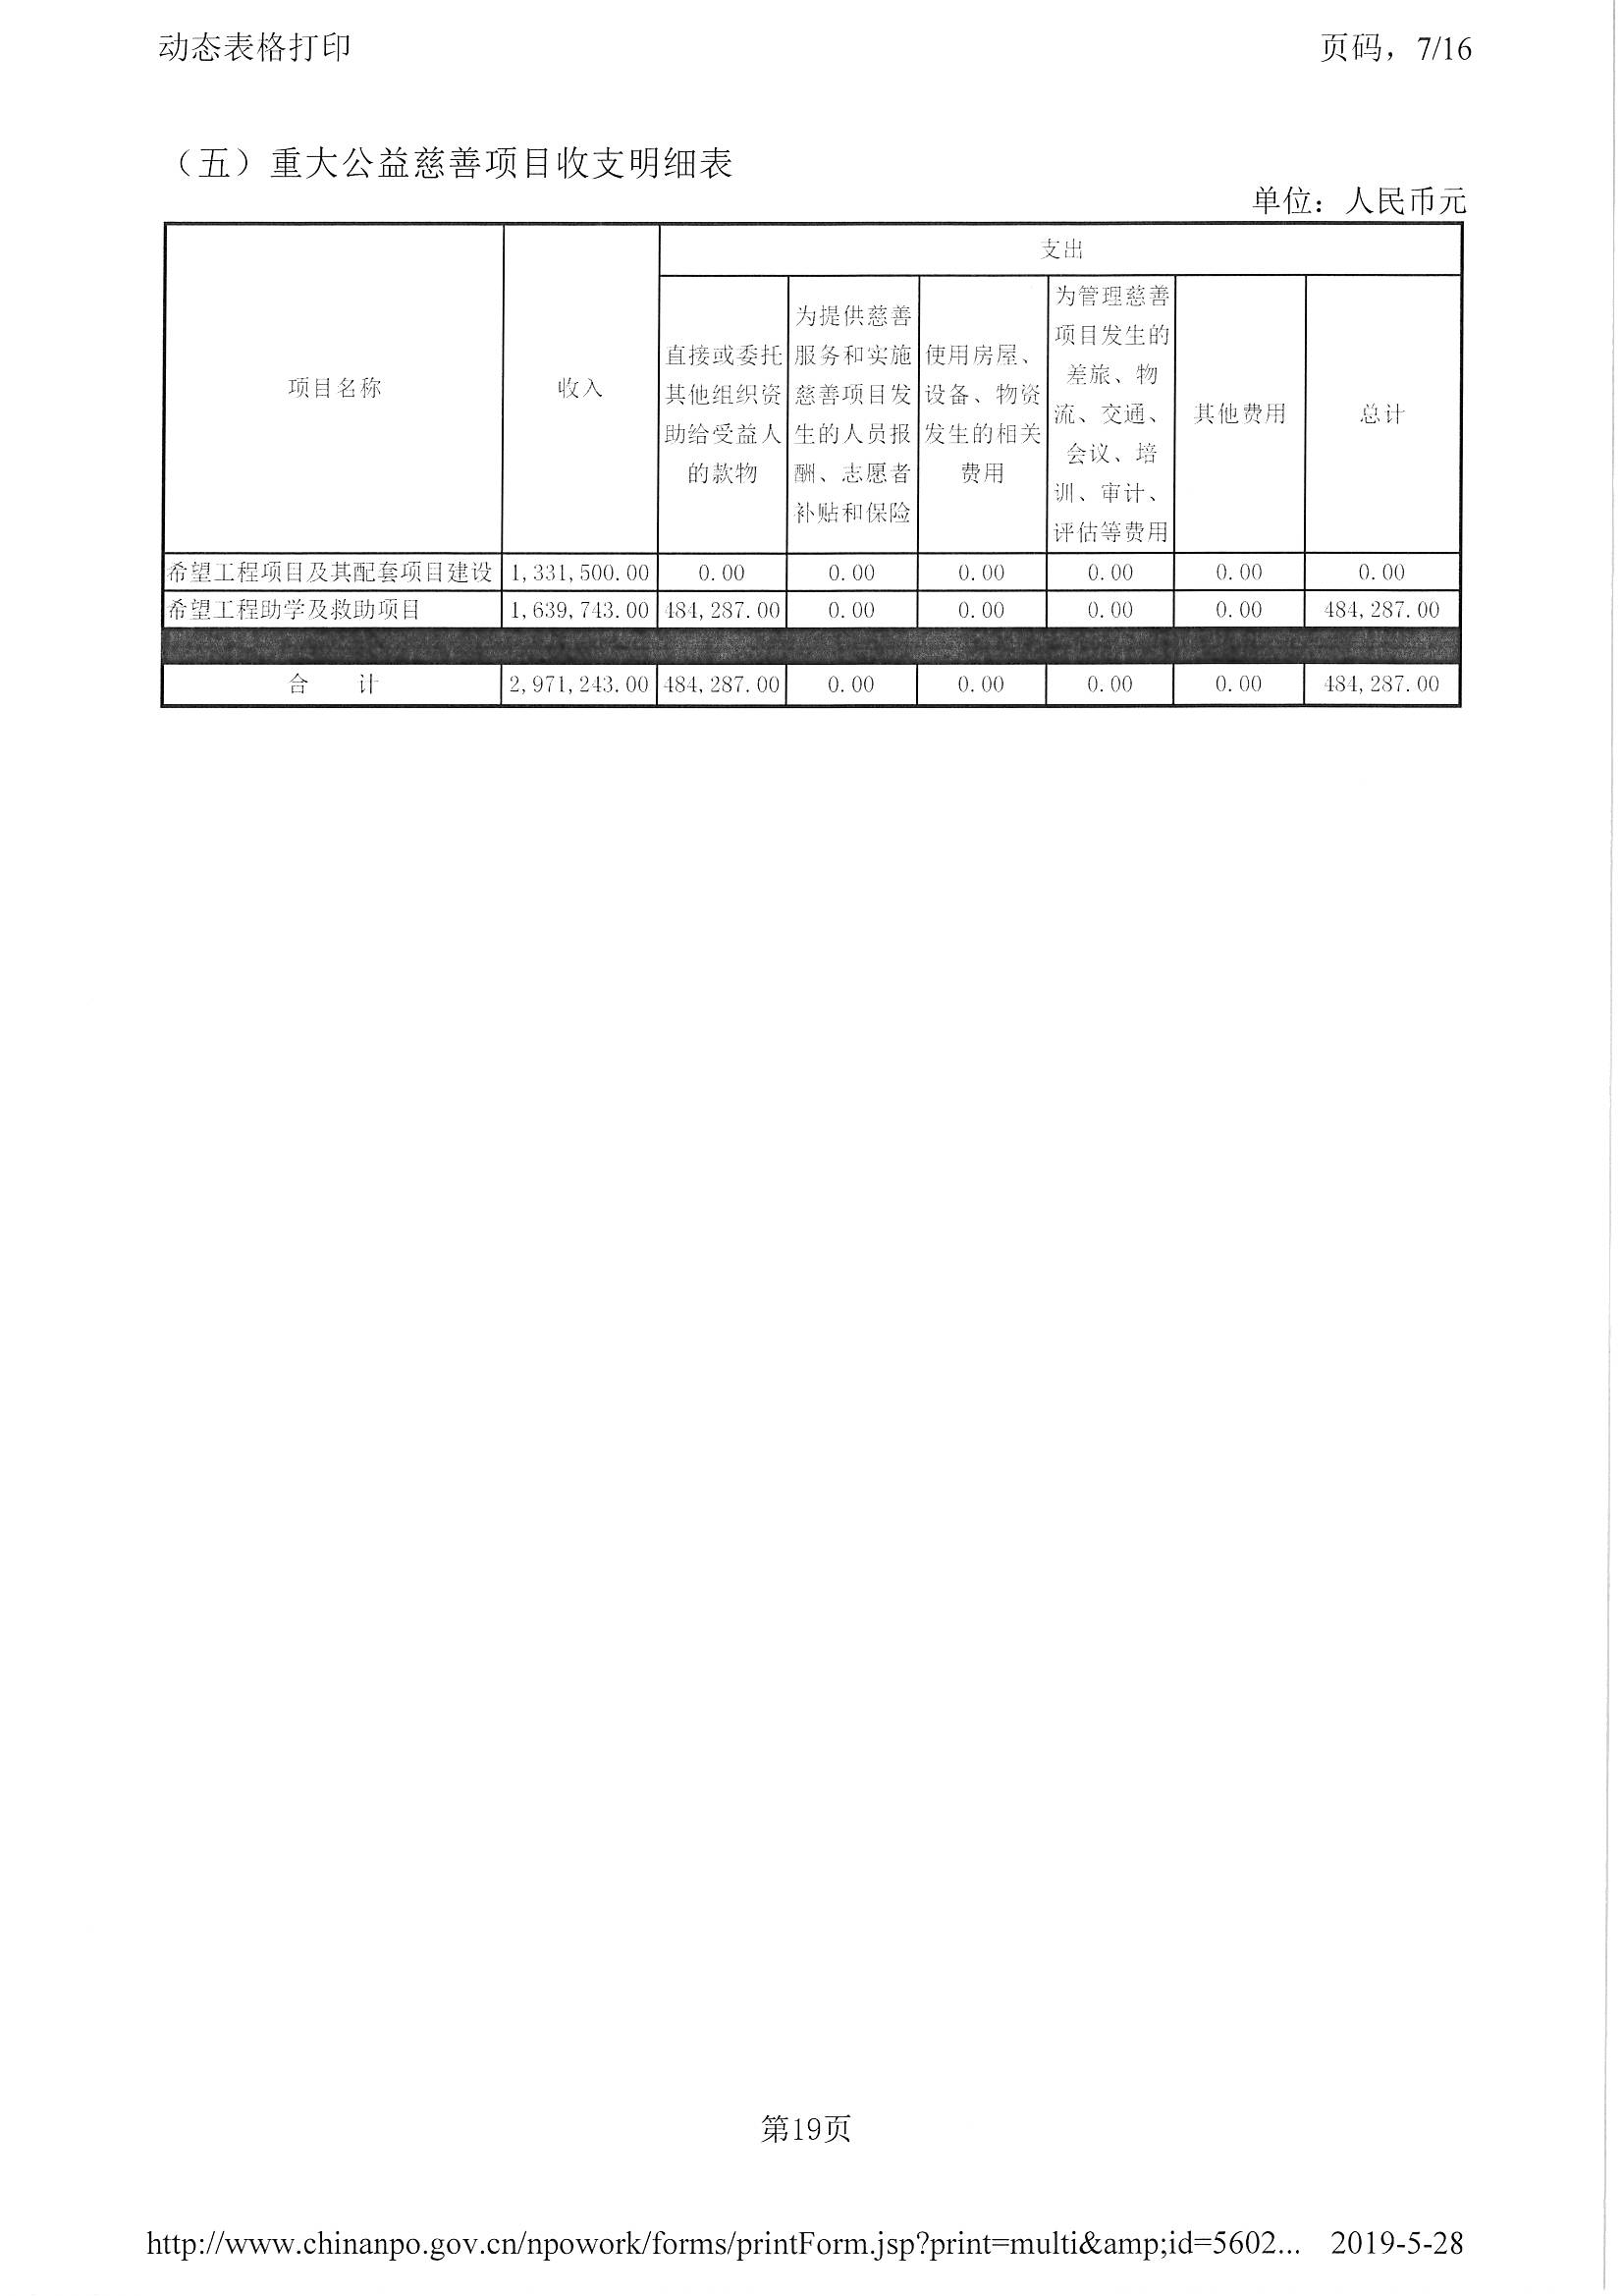 动态表格打印 页码，7/16
（五）重大公益慈善项目收支明细表
单位：人民币元
项目名称 收入 支出
直接或委托
其他组织资
助给受益人
的款物
为提供慈善
服务和实施
慈善项目发
生的人员报
酬、志愿者
补贴和保险
使用房屋、
设备、物资
发生的相关
费用
为管理慈善
项目发生的
差旅、物
流、交通、
会议、培
训、审计、
评估等费用
其他费用
总计
希望工程项目及其配套项目建设 1,331,500.00 0.00 0.00 0.00 0.00 0.00 0.00
希望工程助学及救助项目 1,639,743.00 484,287.00 0.00 0.00 0.00 0.00 484,287.00
合 计 2,971,243.00 484,287.00 0.00 0.00 0.00 0.00 484,287.00
第19页
http://www.chinanpo.gov.cn/npowork/forms/printForm.jsp?print=multi&amp;id=5602... 2019-5-28